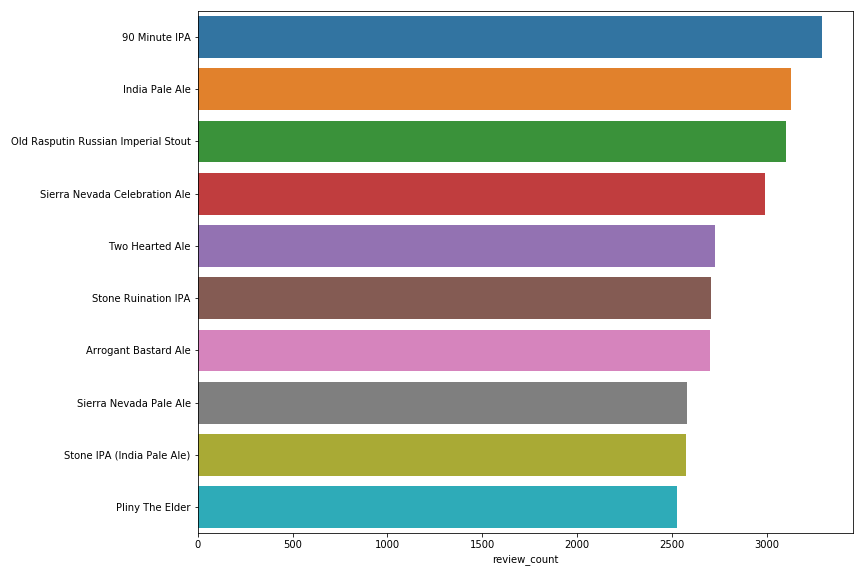 90 Minute IPA
India Pale Ale
Old Rasputin Russian Imperial Stout
Sierra Nevada Celebration Ale
Two Hearted Ale
Stone Ruination IPA
Arrogant Bastard Ale
Sierra Nevada Pale Ale
Stone IPA (India Pale Ale)
Pliny The Elder
0 500 1000 1500 2000 2500 3000
review_count